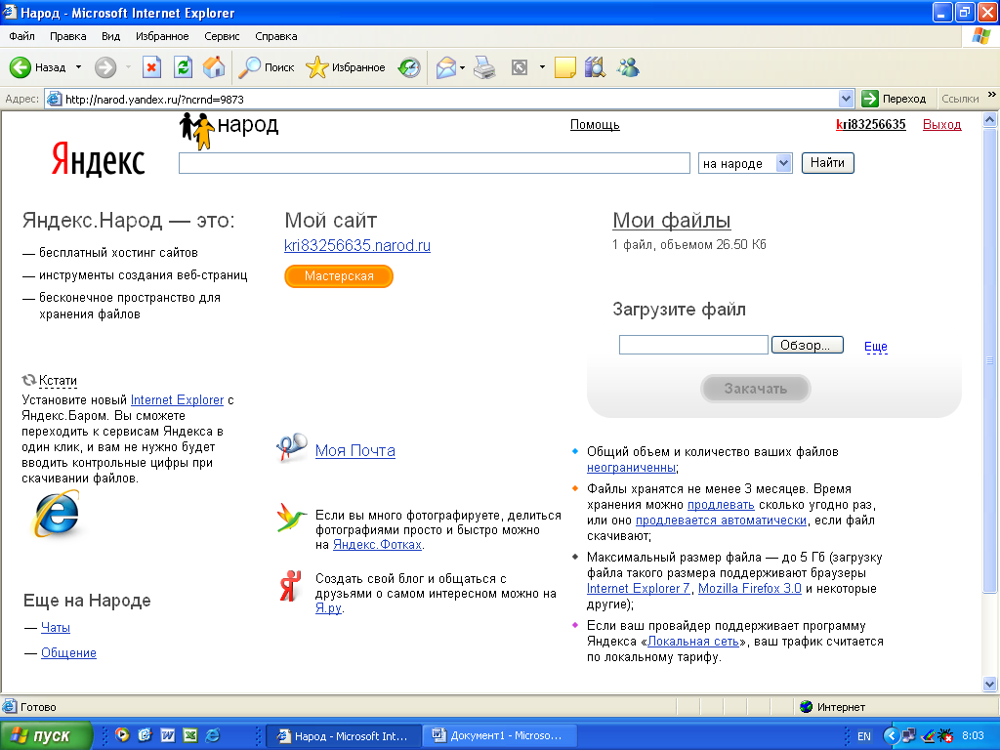 Народ - Microsoft Internet Explorer
Файл Правка Вид Избранное Сервис Справка
Назад Поиск Избранное
Адрес: http://narod.yandex.ru/?ncrnd=9873 Переход Ссылки »
народ Помощь kri83256635 Выход
Яндекс
на народе Найти
Яндекс.Народ — это:
— бесплатный хостинг сайтов
— инструменты создания веб-страниц
— бесконечное пространство для
хранения файлов
Кстати
Установите новый Internet Explorer с
Яндекс.Баром. Вы сможете
переходить к сервисам Яндекса в
один клик, и вам не нужно будет
вводить контрольные цифры при
скачивании файлов.
Еще на Народе
— Чаты
— Общение
Мой сайт
kri83256635.narod.ru
Мастерская
Моя Почта
Если вы много фотографируете, делиться
фотографиями просто и быстро можно
на Яндекс.Фотках.
Создать свой блог и общаться с
друзьями о самом интересном можно на
Я.ру.
Мои файлы
1 файл, объемом 26.50 Кб
Загрузите файл
Обзор... Еще
Закачать
Общий объем и количество ваших файлов
неограниченны;
Файлы хранятся не менее 3 месяцев. Время
хранения можно продлевать сколько угодно раз,
или оно продлевается автоматически, если файл
скачивают;
Максимальный размер файла — до 5 Гб (загрузку
файла такого размера поддерживают браузеры
Internet Explorer 7, Mozilla Firefox 3.0 и некоторые
другие);
Если ваш провайдер поддерживает программу
Яндекса «Локальная сеть», ваш трафик считается
по локальному тарифу.
Готово Интернет
пуск Народ - Microsoft Int... Документ1 - Microso... EN 8:03